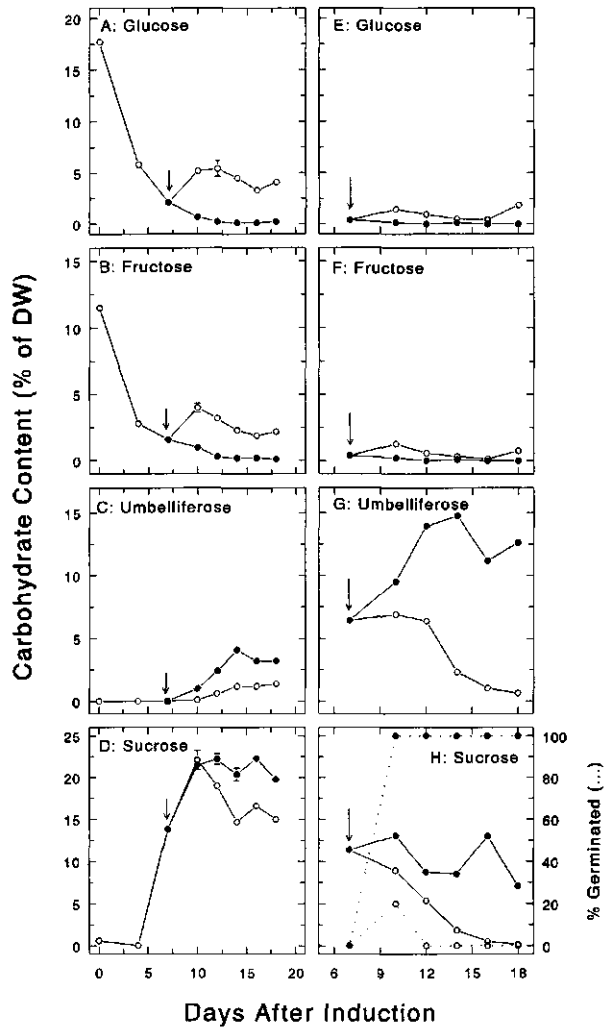 A: Glucose
E: Glucose
20
15
10
5
0
B: Fructose
F: Fructose
15
10
5
0
C: Umbelliferose
G: Umbelliferose
15
10
5
0
D: Sucrose
H: Sucrose
25
20
15
10
5
0
100
80
60
40
20
0
0 5 10 15 20
6 9 12 15 18
Carbohydrate Content (% of DW)
% Germinated (...)
Days After Induction